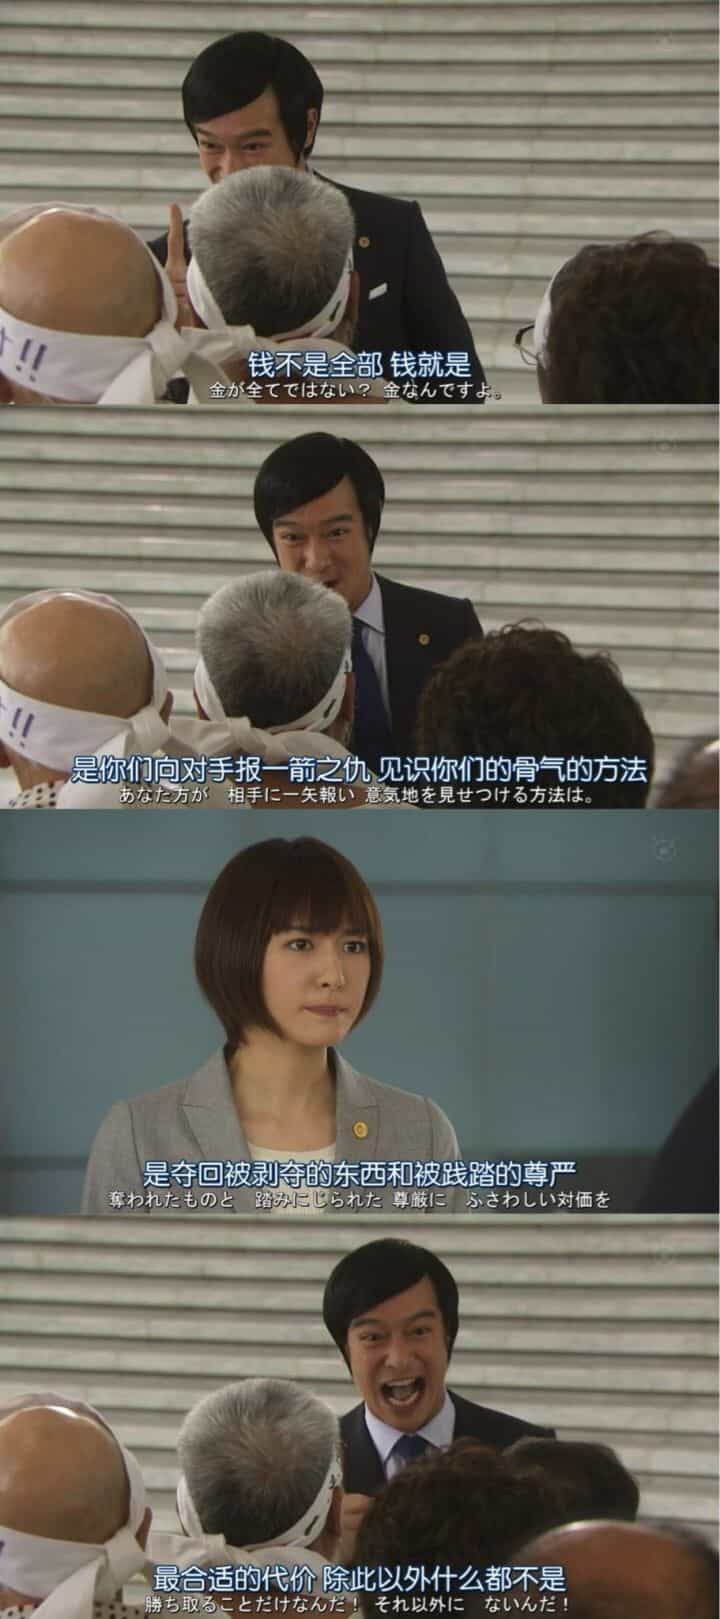 け!!
钱不是全部 钱就是
金が全てではない? 金なんですよ。
け!!
是你们向对手报一箭之仇 见识你们的骨气的方法
あなた方が 相手に一矢報い 意気地を見せつける方法は。
是夺回被剥夺的东西和被践踏的尊严
奪われたものと 踏みにじられた 尊厳に ふさわしい対価を
最合适的代价 除此以外什么都不是
勝ち取ることだけなんだ! それ以外に ないんだ!